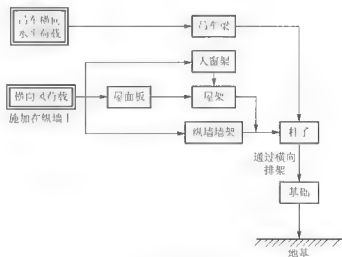 吊车横向
水平荷载
吊车梁
天窗架
横向风荷载
屋面板
屋架
施加在纵墙上
纵墙墙架
柱子
通过横向
排架
基础
地基